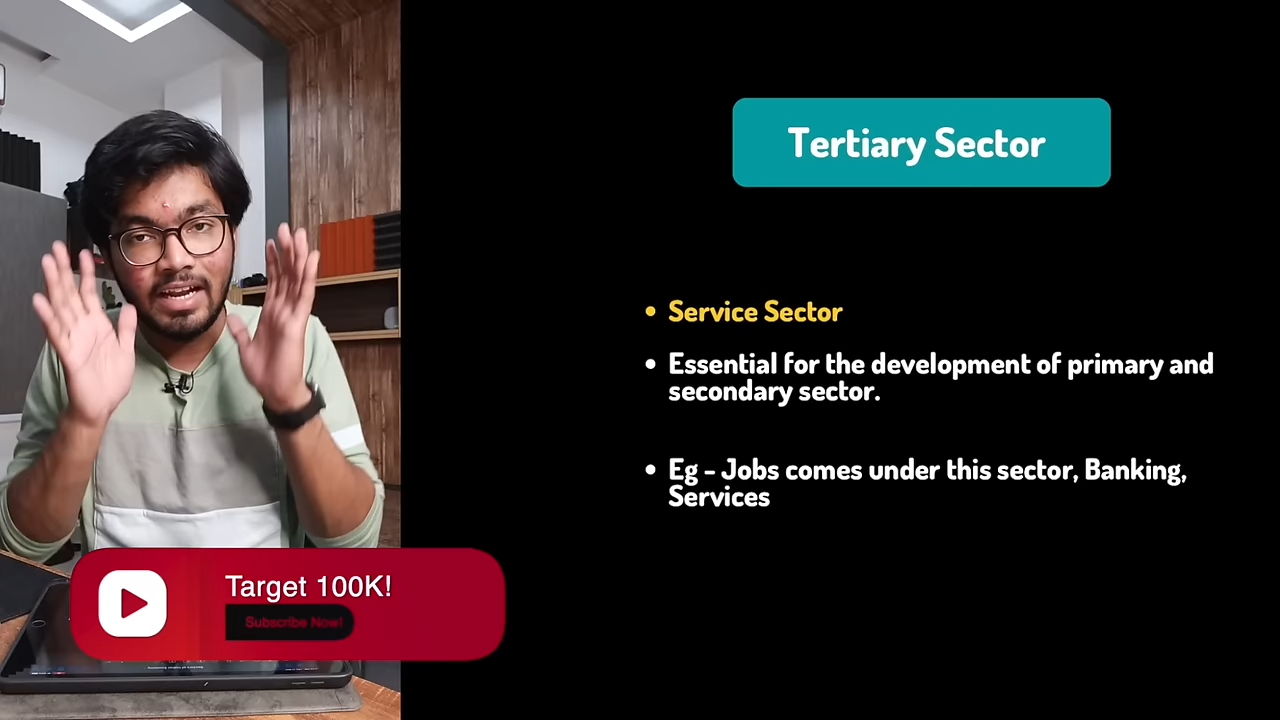 Tertiary Sector
• Service Sector
• Essential for the development of primary and
secondary sector.
• Eg - Jobs comes under this sector, Banking,
Services
Target 100K!
Subscribe Now!